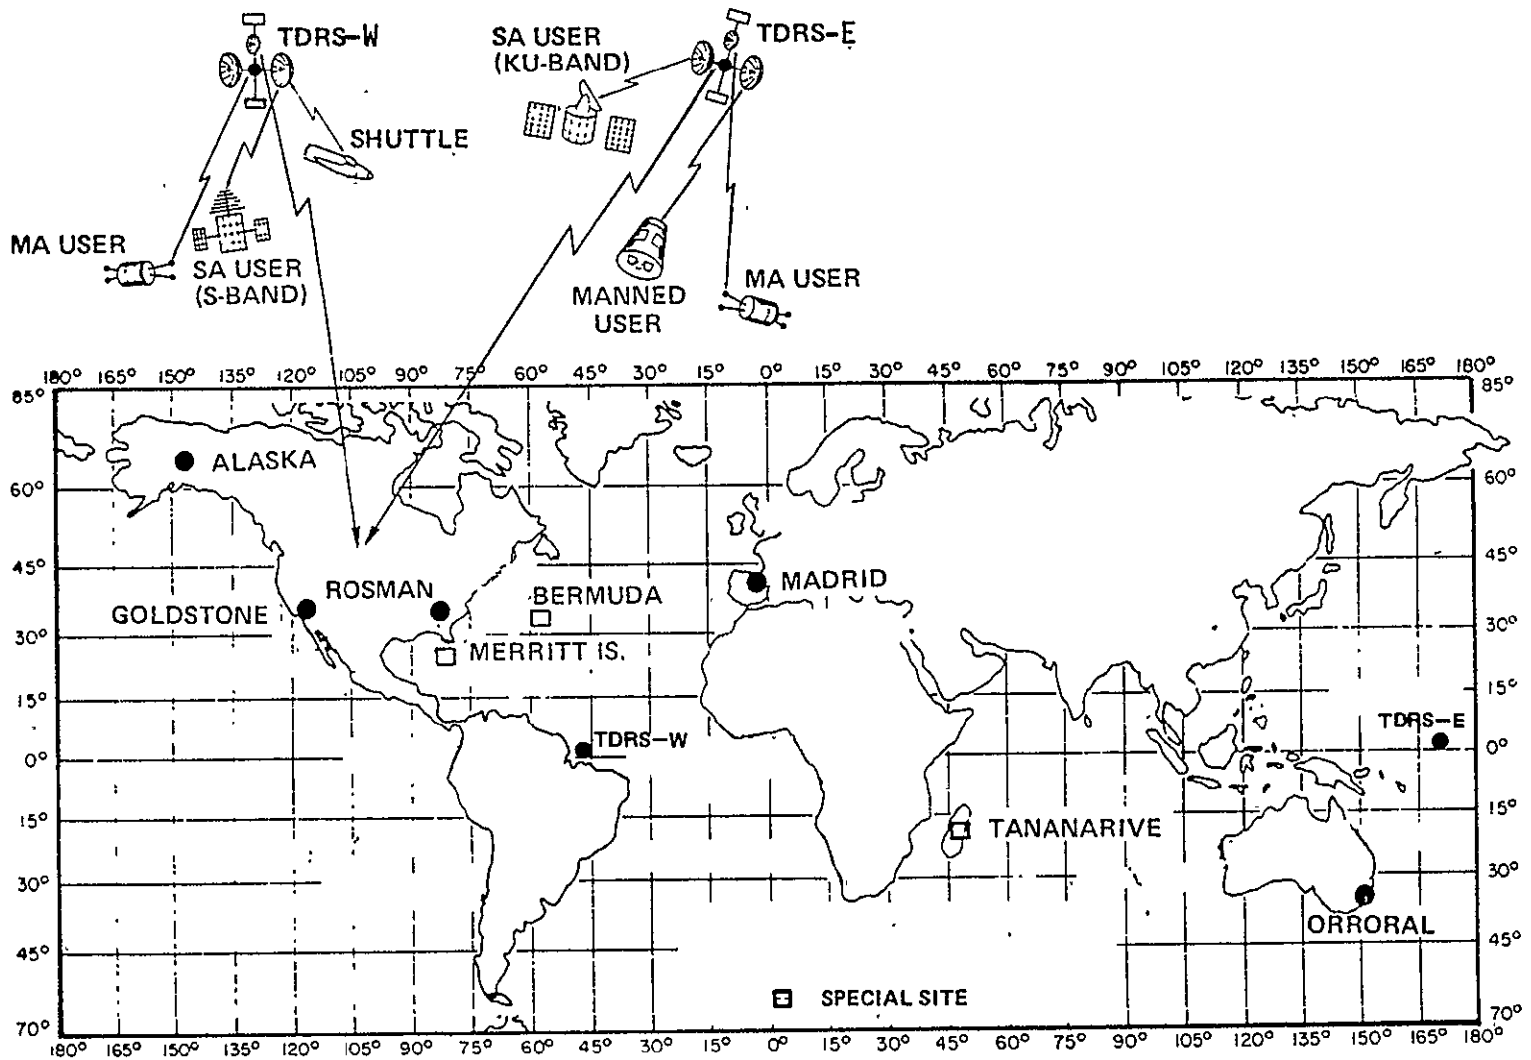 TDRS-W
SHUTTLE
MA USER
SA USER
(S-BAND)
SA USER
(KU-BAND)
TDRS-E
MANNED
USER
MA USER
180° 165° 150° 135° 120° 105° 90° 75° 60° 45° 30° 15° 0° 15° 30° 45° 60° 75° 90° 105° 120° 135° 150° 165° 180°
85° 85°
ALASKA
60° 60°
45° 45°
ROSMAN
MADRID
BERMUDA
GOLDSTONE
30° 30°
MERRITT IS.
15° 15°
TDRS-W
TDRS-E
0° 0°
15° 15°
TANANARIVE
30° 30°
ORRORAL
45° 45°
SPECIAL SITE
70° 70°
180° 165° 150° 135° 120° 105° 90° 75° 60° 45° 30° 15° 0° 15° 30° 45° 60° 75° 90° 105° 120° 135° 150° 165° 180°